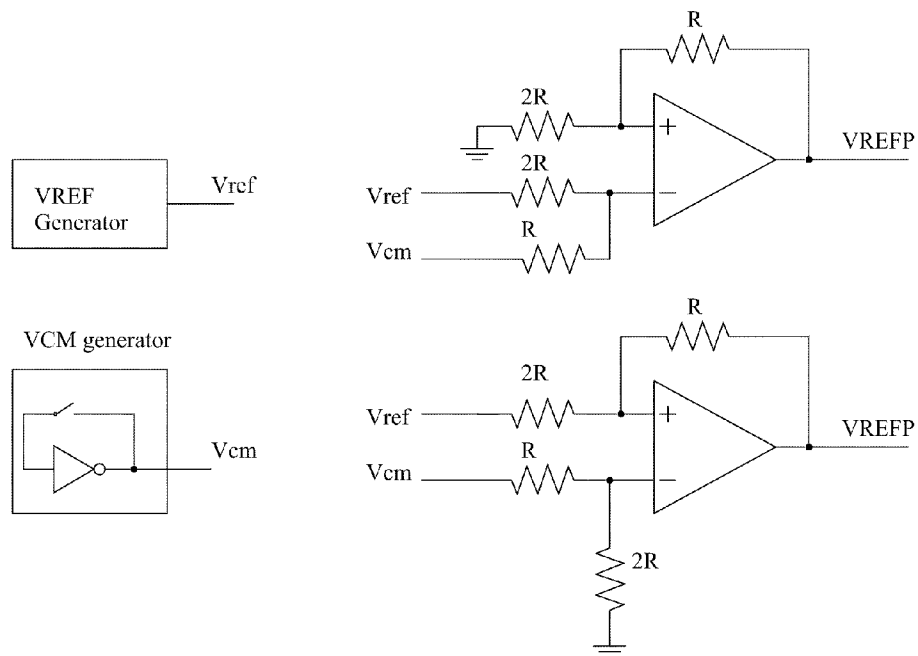 VREF
Generator
Vref
VCM generator
Vcm
R
2R
+
2R
Vref
−
R
Vcm
VREFP
R
2R
Vref
+
R
Vcm
−
2R
VREFP